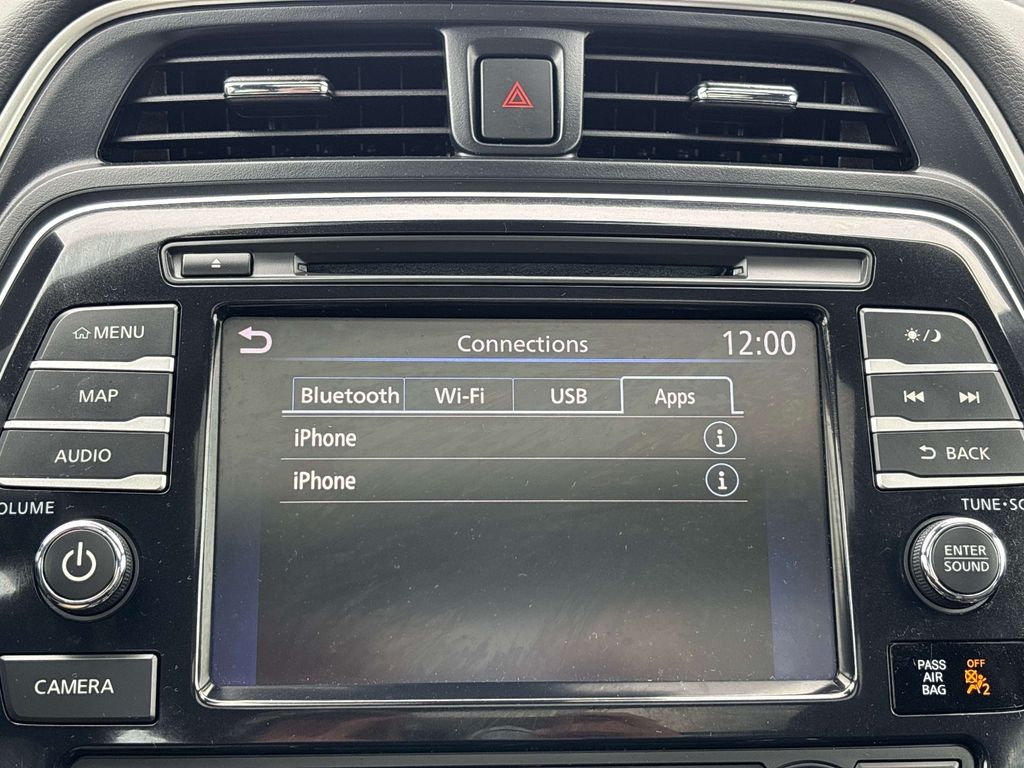 Connections 12:00
Bluetooth Wi-Fi USB Apps
iPhone
iPhone
MENU
MAP
AUDIO
OLUME
CAMERA
BACK
TUNE•SC
ENTER
SOUND
PASS
AIR
BAG
OFF
2